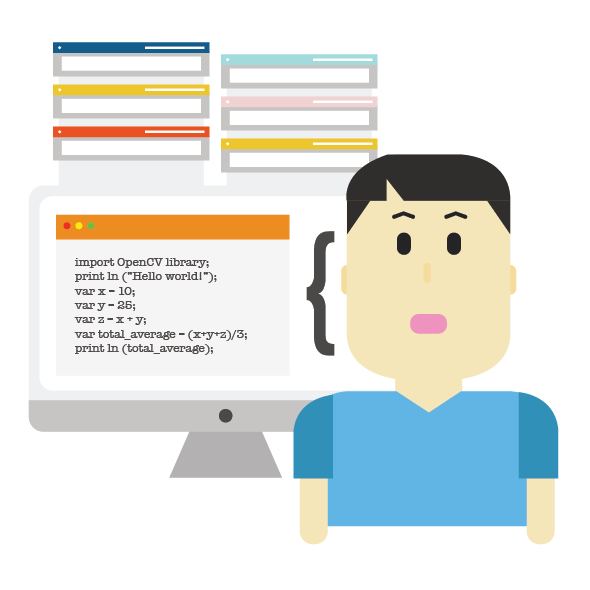 import OpenCV library;
print ln ("Hello world!");
var x = 10;
var y = 25;
var z = x + y;
var total_average = (x+y+z)/3;
print ln (total_average);
{